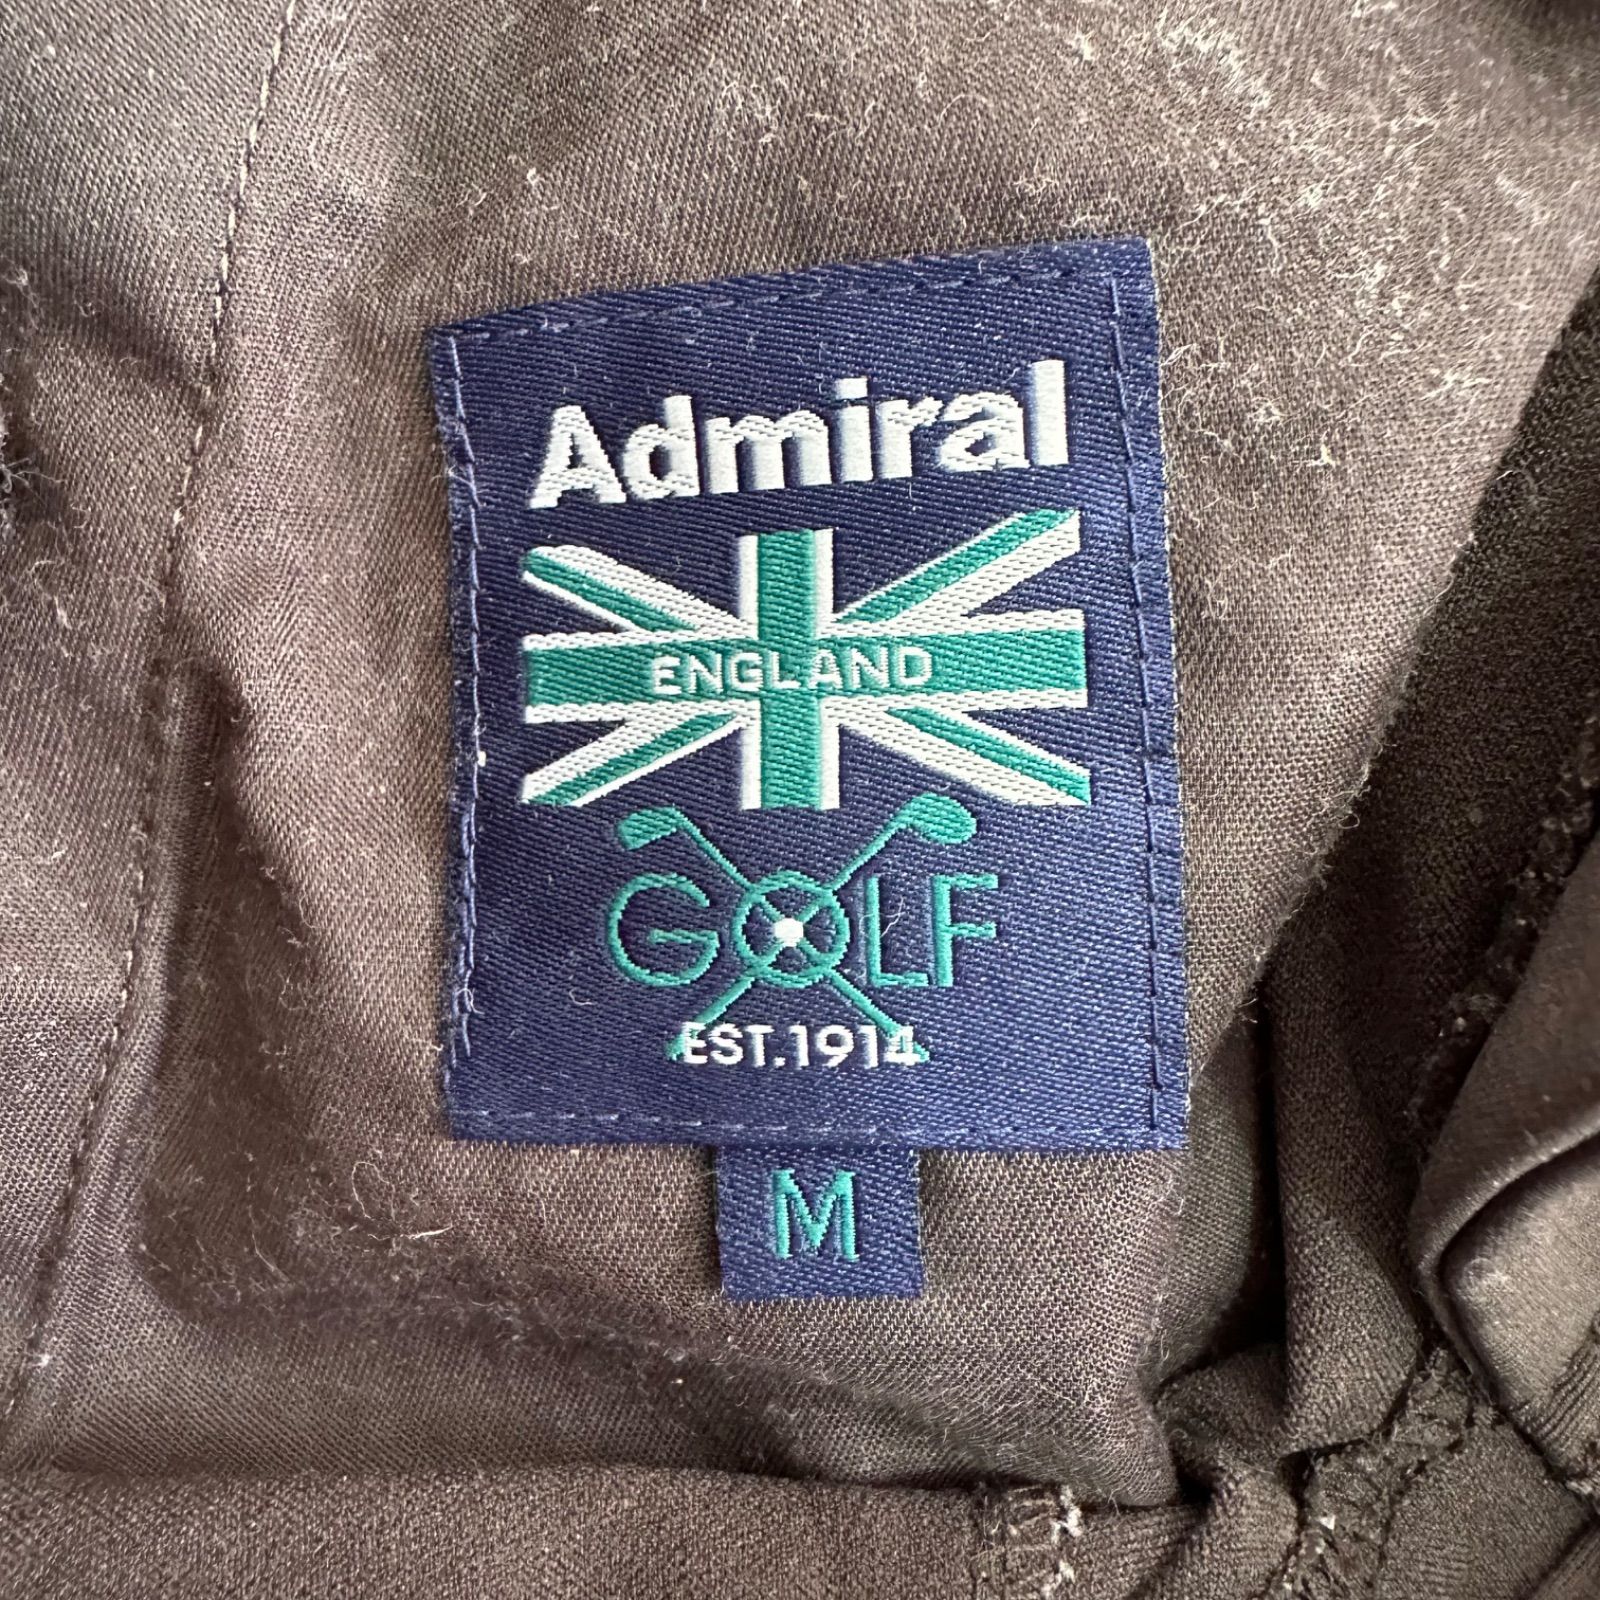 Admiral
ENGLAND
GOLF
EST.1914
M